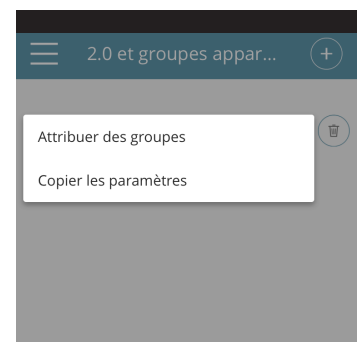 2.0 et groupes appar...
Attribuer des groupes
Copier les paramètres